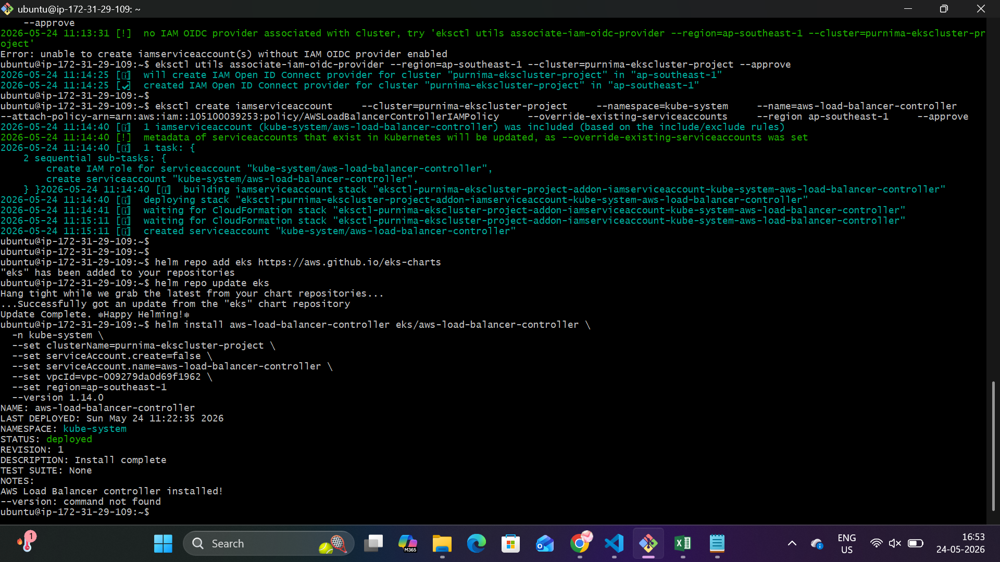 ubuntu@ip-172-31-29-109: ~
    --approve
2026-05-24 11:13:31 [!]  no IAM OIDC provider associated with cluster, try 'eksctl utils associate-iam-oidc-provider --region=ap-southeast-1 --cluster=purnima-ekscluster-pr
oject'
Error: unable to create iamserviceaccount(s) without IAM OIDC provider enabled
ubuntu@ip-172-31-29-109:~$ eksctl utils associate-iam-oidc-provider --region=ap-southeast-1 --cluster=purnima-ekscluster-project --approve
2026-05-24 11:14:25 [ℹ]  will create IAM Open ID Connect provider for cluster "purnima-ekscluster-project" in "ap-southeast-1"
2026-05-24 11:14:25 [✔]  created IAM Open ID Connect provider for cluster "purnima-ekscluster-project" in "ap-southeast-1"
ubuntu@ip-172-31-29-109:~$
ubuntu@ip-172-31-29-109:~$ eksctl create iamserviceaccount     --cluster=purnima-ekscluster-project     --namespace=kube-system     --name=aws-load-balancer-controller
--attach-policy-arn=arn:aws:iam::105100039253:policy/AWSLoadBalancerControllerIAMPolicy     --override-existing-serviceaccounts     --region ap-southeast-1     --approve
2026-05-24 11:14:40 [ℹ]  1 iamserviceaccount (kube-system/aws-load-balancer-controller) was included (based on the include/exclude rules)
2026-05-24 11:14:40 [!]  metadata of serviceaccounts that exist in Kubernetes will be updated, as --override-existing-serviceaccounts was set
2026-05-24 11:14:40 [ℹ]  1 task: {
    2 sequential sub-tasks: {
        create IAM role for serviceaccount "kube-system/aws-load-balancer-controller",
        create serviceaccount "kube-system/aws-load-balancer-controller",
    } }2026-05-24 11:14:40 [ℹ]  building iamserviceaccount stack "eksctl-purnima-ekscluster-project-addon-iamserviceaccount-kube-system-aws-load-balancer-controller"
2026-05-24 11:14:40 [ℹ]  deploying stack "eksctl-purnima-ekscluster-project-addon-iamserviceaccount-kube-system-aws-load-balancer-controller"
2026-05-24 11:14:41 [ℹ]  waiting for CloudFormation stack "eksctl-purnima-ekscluster-project-addon-iamserviceaccount-kube-system-aws-load-balancer-controller"
2026-05-24 11:15:11 [ℹ]  waiting for CloudFormation stack "eksctl-purnima-ekscluster-project-addon-iamserviceaccount-kube-system-aws-load-balancer-controller"
2026-05-24 11:15:11 [ℹ]  created serviceaccount "kube-system/aws-load-balancer-controller"
ubuntu@ip-172-31-29-109:~$
ubuntu@ip-172-31-29-109:~$
ubuntu@ip-172-31-29-109:~$ helm repo add eks https://aws.github.io/eks-charts
"eks" has been added to your repositories
ubuntu@ip-172-31-29-109:~$ helm repo update eks
Hang tight while we grab the latest from your chart repositories...
...Successfully got an update from the "eks" chart repository
Update Complete. ⎈Happy Helming!⎈
ubuntu@ip-172-31-29-109:~$ helm install aws-load-balancer-controller eks/aws-load-balancer-controller \
  -n kube-system \
  --set clusterName=purnima-ekscluster-project \
  --set serviceAccount.create=false \
  --set serviceAccount.name=aws-load-balancer-controller \
  --set vpcId=vpc-009279da0d69f1962 \
  --set region=ap-southeast-1
  --version 1.14.0
NAME: aws-load-balancer-controller
LAST DEPLOYED: Sun May 24 11:22:35 2026
NAMESPACE: kube-system
STATUS: deployed
REVISION: 1
DESCRIPTION: Install complete
TEST SUITE: None
NOTES:
AWS Load Balancer controller installed!
--version: command not found
ubuntu@ip-172-31-29-109:~$
1
Search
M365
ENG
US
16:53
24-05-2026